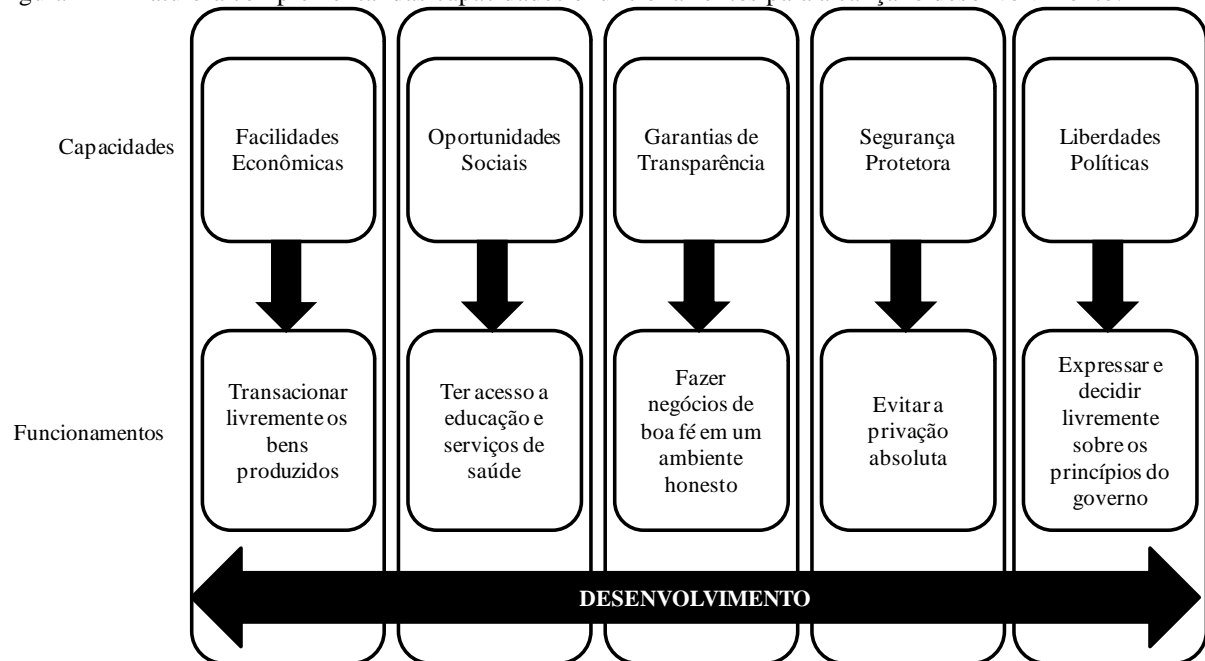 Capacidades
Facilidades
Econômicas
Oportunidades
Sociais
Garantias de
Transparência
Segurança
Protetora
Liberdades
Políticas
Funcionamentos
Transacionar
livremente os
bens
produzidos
Ter acesso a
educação e
serviços de
saúde
Fazer
negócios de
boa fé em um
ambiente
honesto
Evitar a
privação
absoluta
Expressar e
decidir
livremente
sobre os
princípios do
governo
DESENVOLVIMENTO